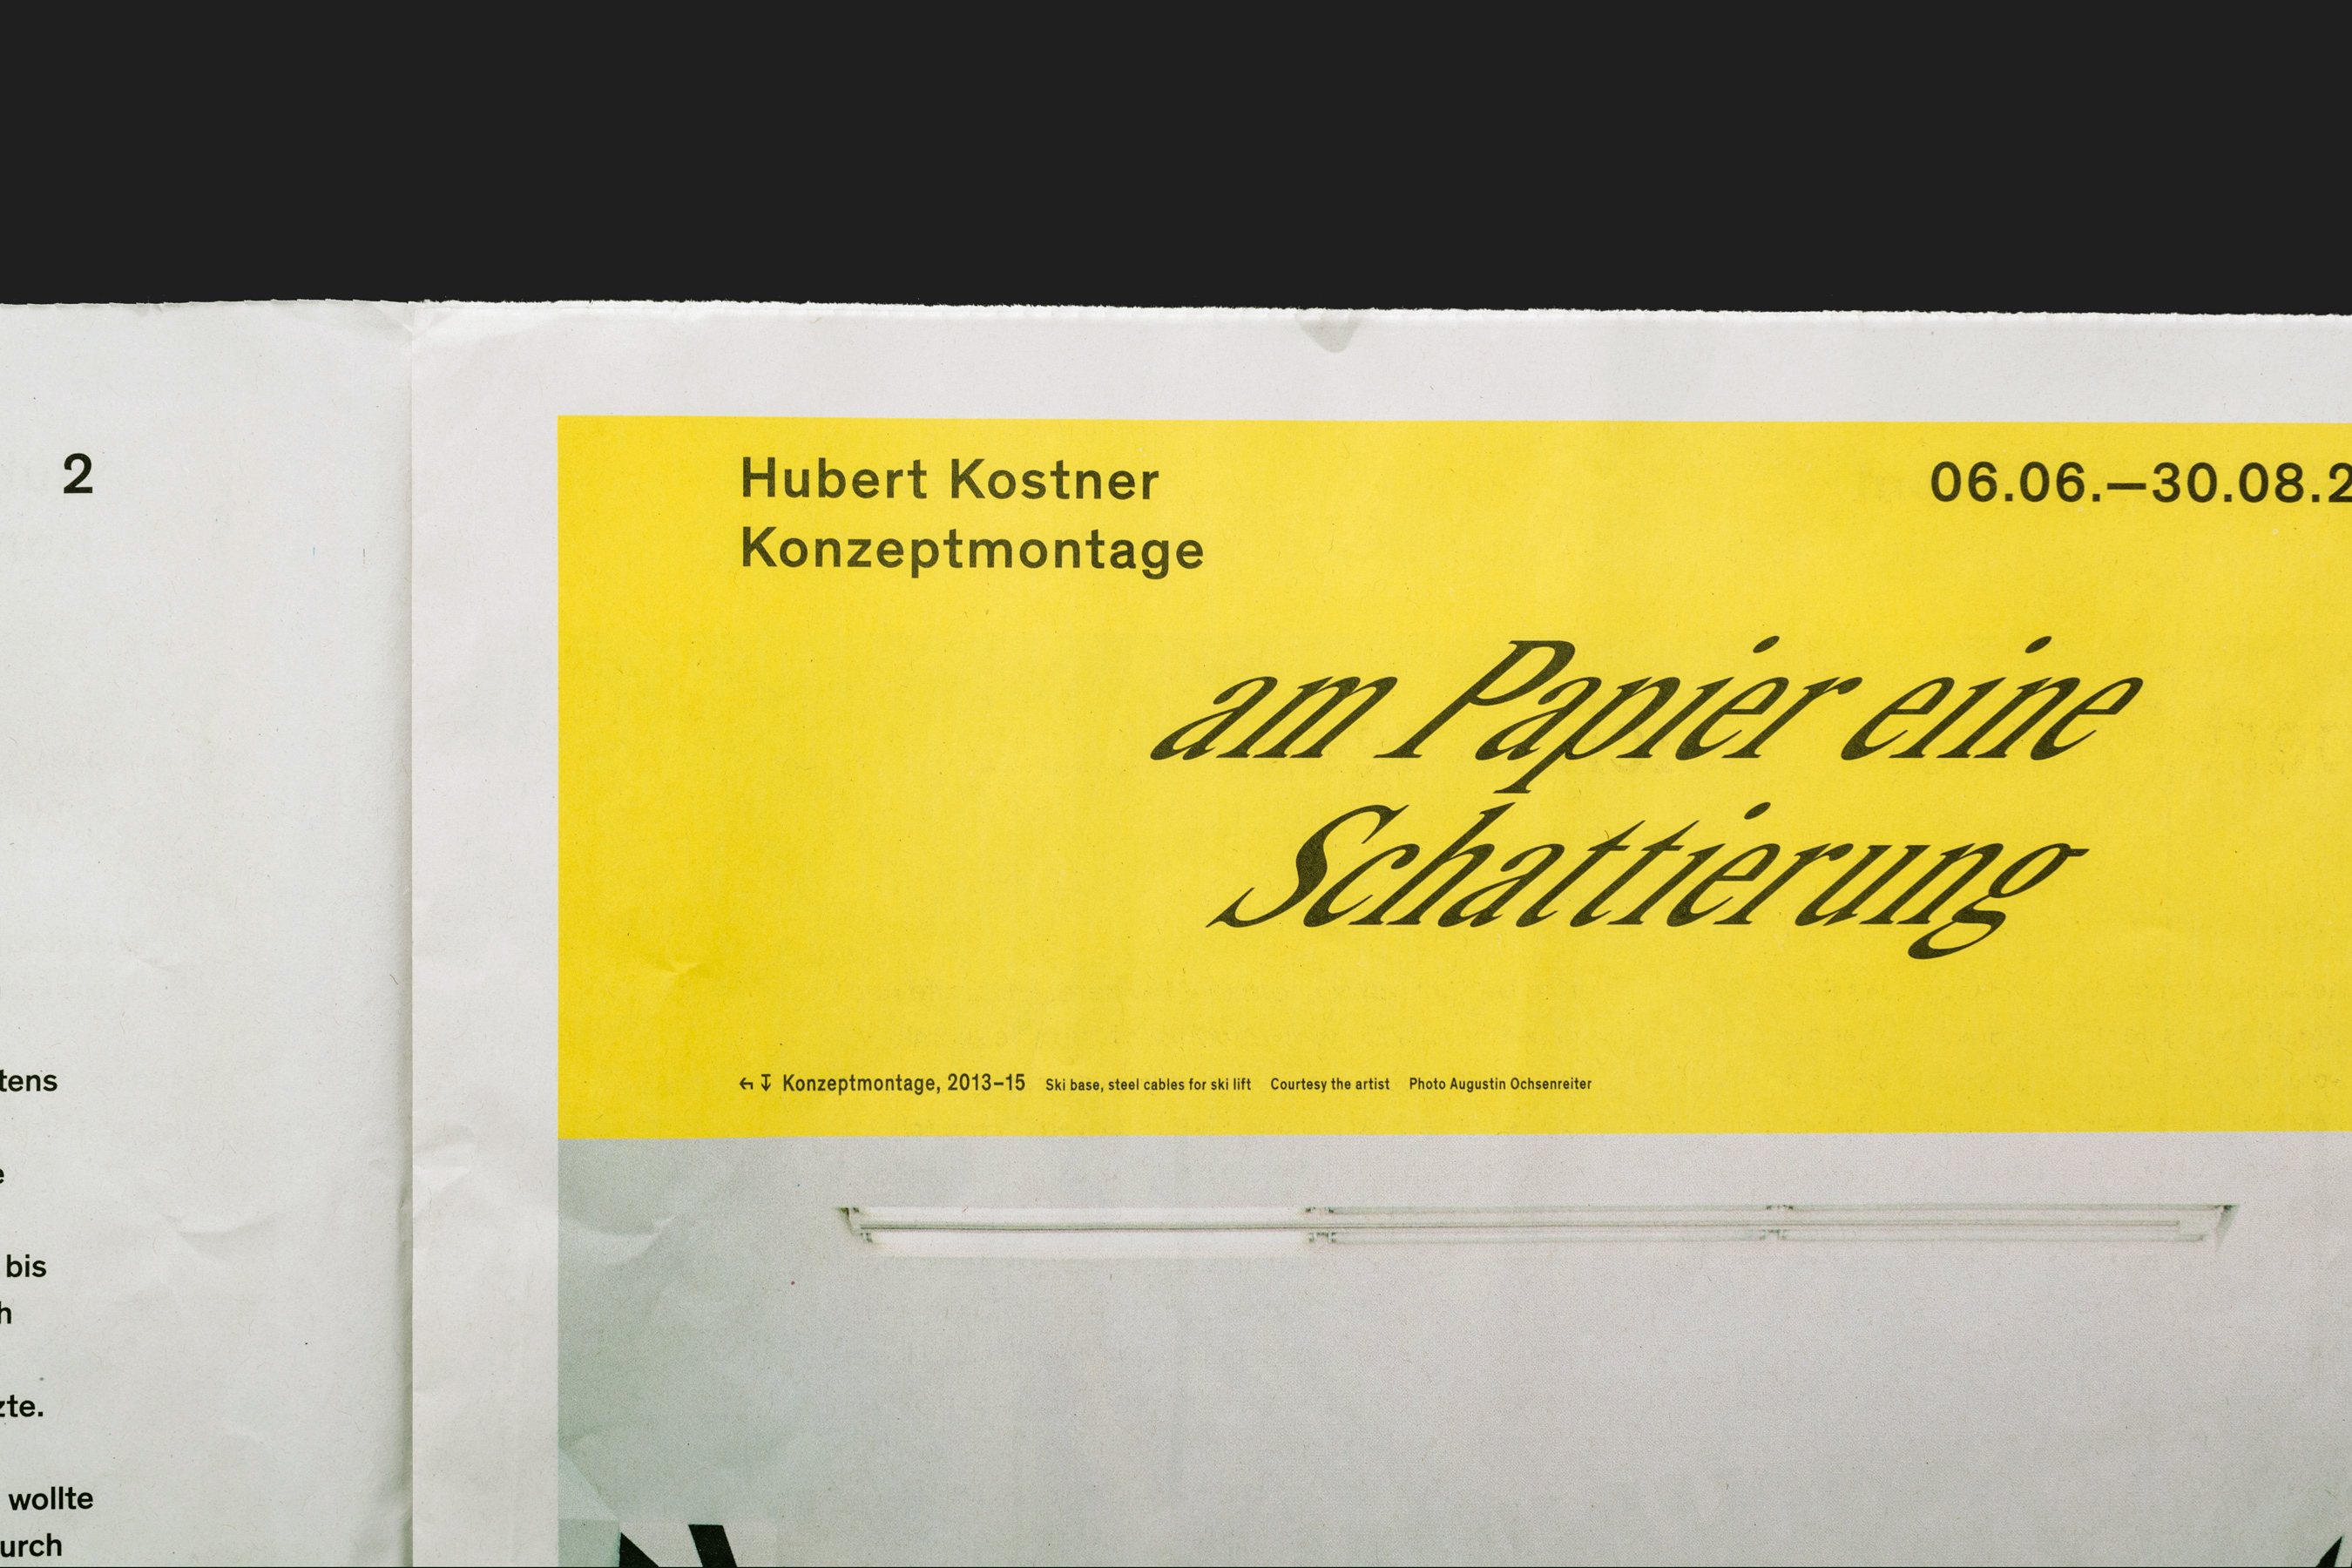 2
tens
e
bis
h
zte.
wollte
urch
Hubert Kostner
Konzeptmontage
06.06.—30.08.2
am Papier eine
Schattierung
↰ ↧ Konzeptmontage, 2013–15 Ski base, steel cables for ski lift Courtesy the artist Photo Augustin Ochsenreiter